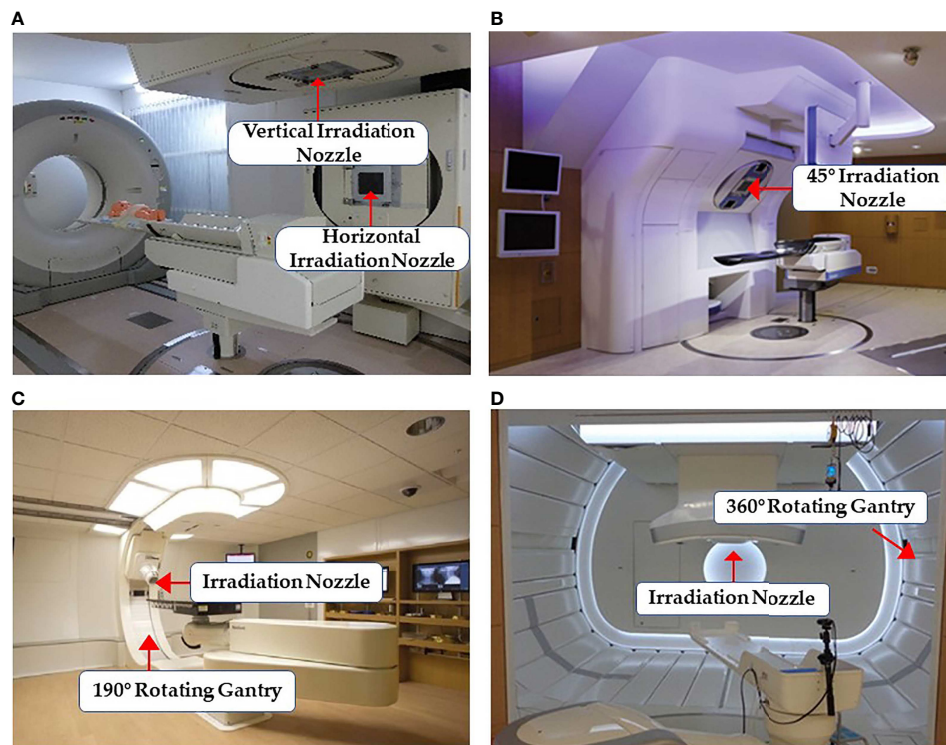 A
Vertical Irradiation
Nozzle
Horizontal
Irradiation Nozzle
B
45° Irradiation
Nozzle
C
Irradiation Nozzle
190° Rotating Gantry
D
360° Rotating Gantry
Irradiation Nozzle